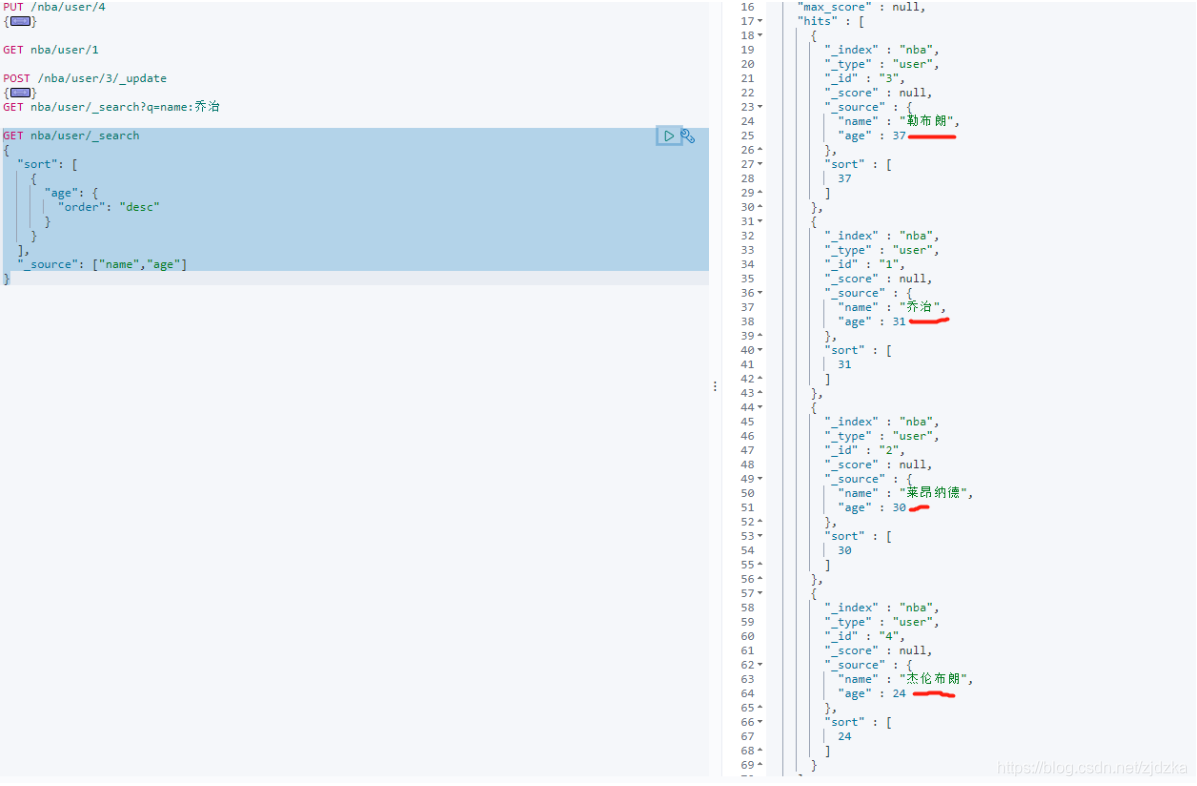 PUT /nba/user/4
{}
GET nba/user/1
POST /nba/user/3/_update
{}
GET nba/user/_search?q=name:乔治
GET nba/user/_search
{
"sort": [
{
"age": {
"order": "desc"
}
}
],
"_source": ["name","age"]
}
16 "max_score" : null,
17 "hits" : [
18 {
19 "_index" : "nba",
20 "_type" : "user",
21 "_id" : "3",
22 "_score" : null,
23 "_source" : {
24 "name" : "勒布朗",
25 "age" : 37
26 },
27 "sort" : [
28 37
29 ]
30 },
31 {
32 "_index" : "nba",
33 "_type" : "user",
34 "_id" : "1",
35 "_score" : null,
36 "_source" : {
37 "name" : "乔治",
38 "age" : 31
39 },
40 "sort" : [
41 31
42 ]
43 },
44 {
45 "_index" : "nba",
46 "_type" : "user",
47 "_id" : "2",
48 "_score" : null,
49 "_source" : {
50 "name" : "莱昂纳德",
51 "age" : 30
52 },
53 "sort" : [
54 30
55 ]
56 },
57 {
58 "_index" : "nba",
59 "_type" : "user",
60 "_id" : "4",
61 "_score" : null,
62 "_source" : {
63 "name" : "杰伦布朗",
64 "age" : 24
65 },
66 "sort" : [
67 24
68 ]
69 }
https://blog.csdn.net/zjdzka